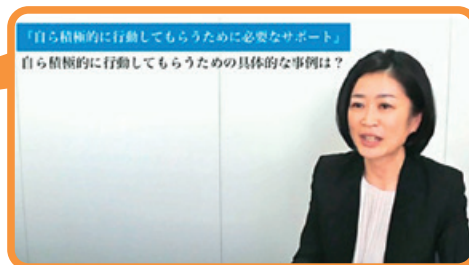 「自ら積極的に行動してもらうために必要なサポート」
自ら積極的に行動してもらうための具体的な事例は？